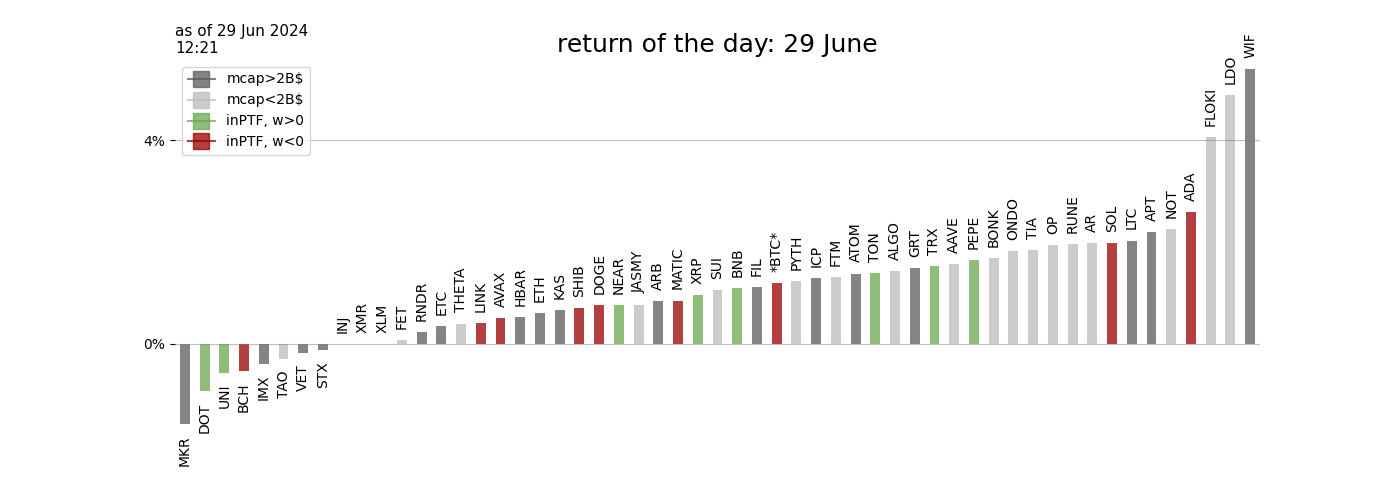 as of 29 Jun 2024
12:21
return of the day: 29 June
mcap>2B$
mcap<2B$
inPTF, w>0
inPTF, w<0
4%
0%
MKR
DOT
UNI
BCH
IMX
TAO
VET
STX
INJ
XMR
XLM
FET
RNDR
ETC
THETA
LINK
AVAX
HBAR
ETH
KAS
SHIB
DOGE
NEAR
JASMY
ARB
MATIC
XRP
SUI
BNB
FIL
*BTC*
PYTH
ICP
FTM
ATOM
TON
ALGO
GRT
TRX
AAVE
PEPE
BONK
ONDO
TIA
OP
RUNE
AR
SOL
LTC
APT
NOT
ADA
FLOKI
LDO
WIF